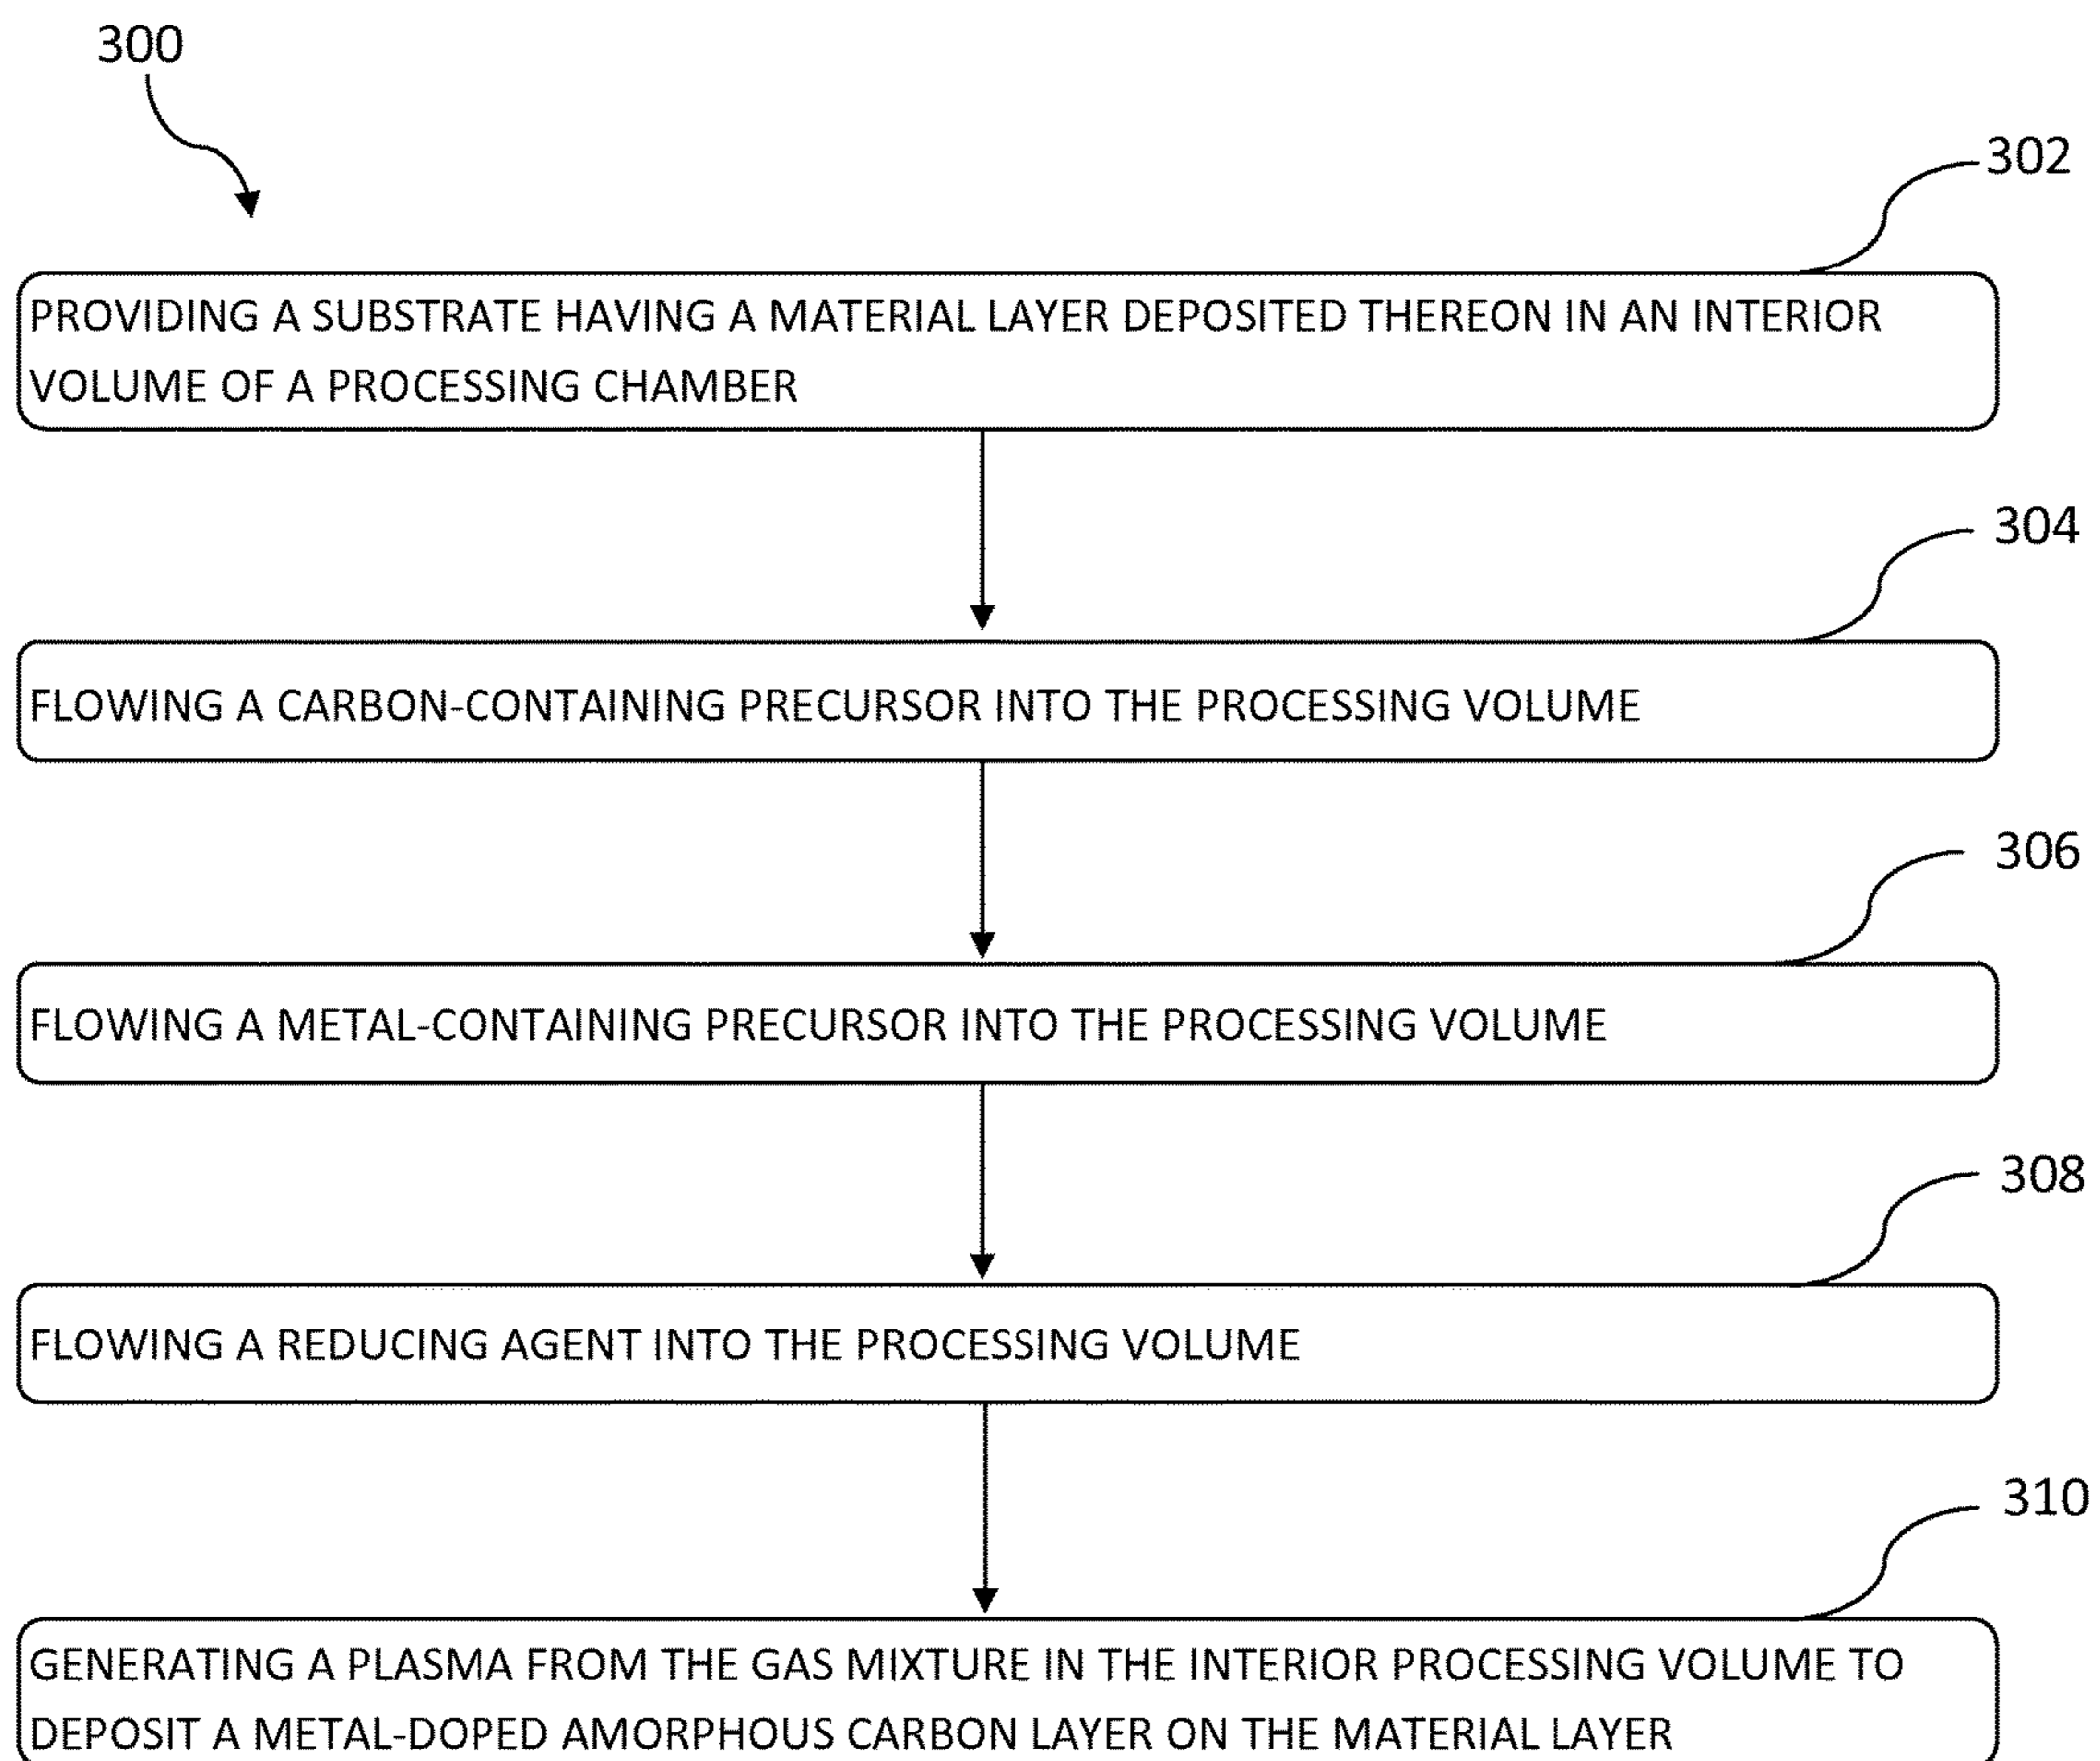 300
302
PROVIDING A SUBSTRATE HAVING A MATERIAL LAYER DEPOSITED THEREON IN AN INTERIOR
VOLUME OF A PROCESSING CHAMBER
304
FLOWING A CARBON-CONTAINING PRECURSOR INTO THE PROCESSING VOLUME
306
FLOWING A METAL-CONTAINING PRECURSOR INTO THE PROCESSING VOLUME
308
FLOWING A REDUCING AGENT INTO THE PROCESSING VOLUME
310
GENERATING A PLASMA FROM THE GAS MIXTURE IN THE INTERIOR PROCESSING VOLUME TO
DEPOSIT A METAL-DOPED AMORPHOUS CARBON LAYER ON THE MATERIAL LAYER